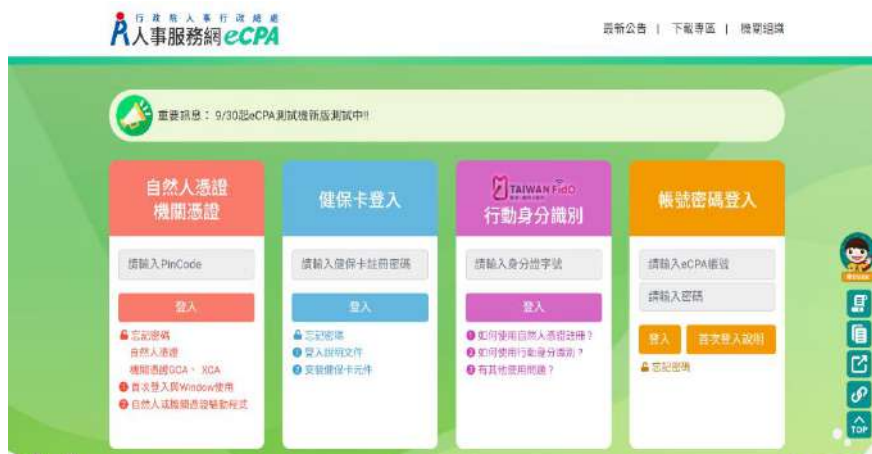 行政院人事行政總處
人事服務網eCPA
最新公告 | 下載專區 | 機關組織
重要訊息： 9/30起eCPA測試機新版測試中!!
自然人憑證
機關憑證
請輸入PinCode
登入
忘記密碼
自然人憑證
機關憑證GCA、 XCA
1 首次登入與Window使用
2 自然人或機關憑證驅動程式
健保卡登入
請輸入健保卡註冊密碼
登入
忘記密碼
1 登入說明文件
2 安裝健保卡元件
TAIWAN FidO
行動身分識別
請輸入身分證字號
登入
1 如何使用自然人憑證註冊？
2 如何使用行動身分識別？
3 有其他使用問題？
帳號密碼登入
請輸入eCPA帳號
請輸入密碼
登入
首次登入說明
忘記密碼
TOP